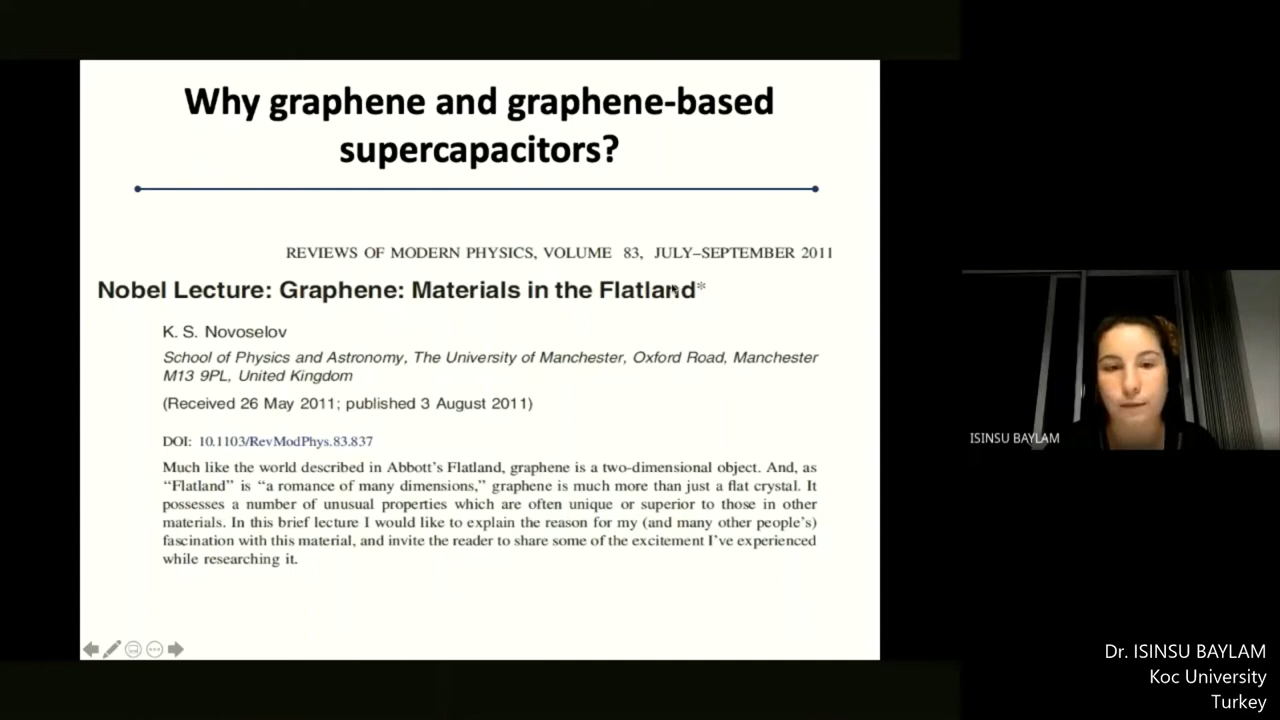 Why graphene and graphene-based
supercapacitors?
REVIEWS OF MODERN PHYSICS, VOLUME 83, JULY–SEPTEMBER 2011
Nobel Lecture: Graphene: Materials in the Flatland*
K. S. Novoselov
School of Physics and Astronomy, The University of Manchester, Oxford Road, Manchester
M13 9PL, United Kingdom
(Received 26 May 2011; published 3 August 2011)
DOI: 10.1103/RevModPhys.83.837
Much like the world described in Abbott's Flatland, graphene is a two-dimensional object. And, as
“Flatland” is “a romance of many dimensions,” graphene is much more than just a flat crystal. It
possesses a number of unusual properties which are often unique or superior to those in other
materials. In this brief lecture I would like to explain the reason for my (and many other people's)
fascination with this material, and invite the reader to share some of the excitement I've experienced
while researching it.
ISINSU BAYLAM
Dr. ISINSU BAYLAM
Koc University
Turkey